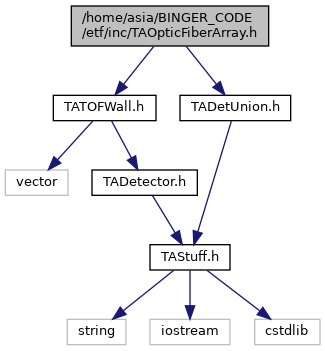 /home/asia/BINGER_CODE
/etf/inc/TAOpticFiberArray.h
TATOFWall.h
TADetUnion.h
vector
TADetector.h
TAStuff.h
string
iostream
cstdlib